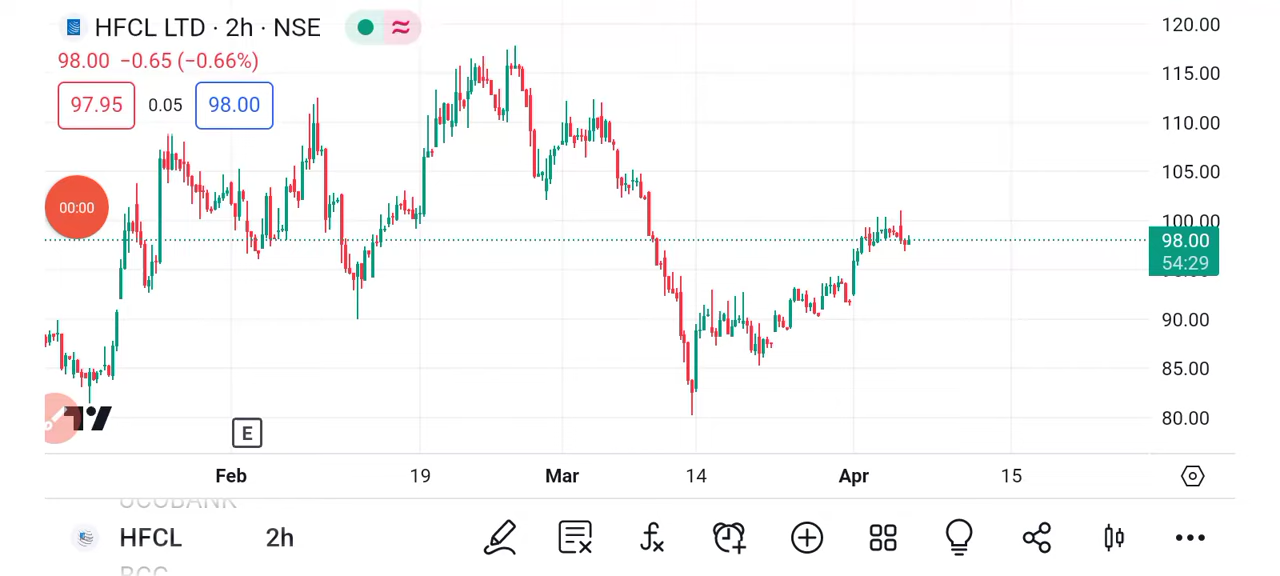 HFCL LTD · 2h · NSE
98.00 −0.65 (−0.66%)
97.95 0.05 98.00
00:00
120.00
115.00
110.00
105.00
100.00
98.00
54:29
90.00
85.00
80.00
E
Feb 19 Mar 14 Apr 15
UCOBANK
HFCL 2h